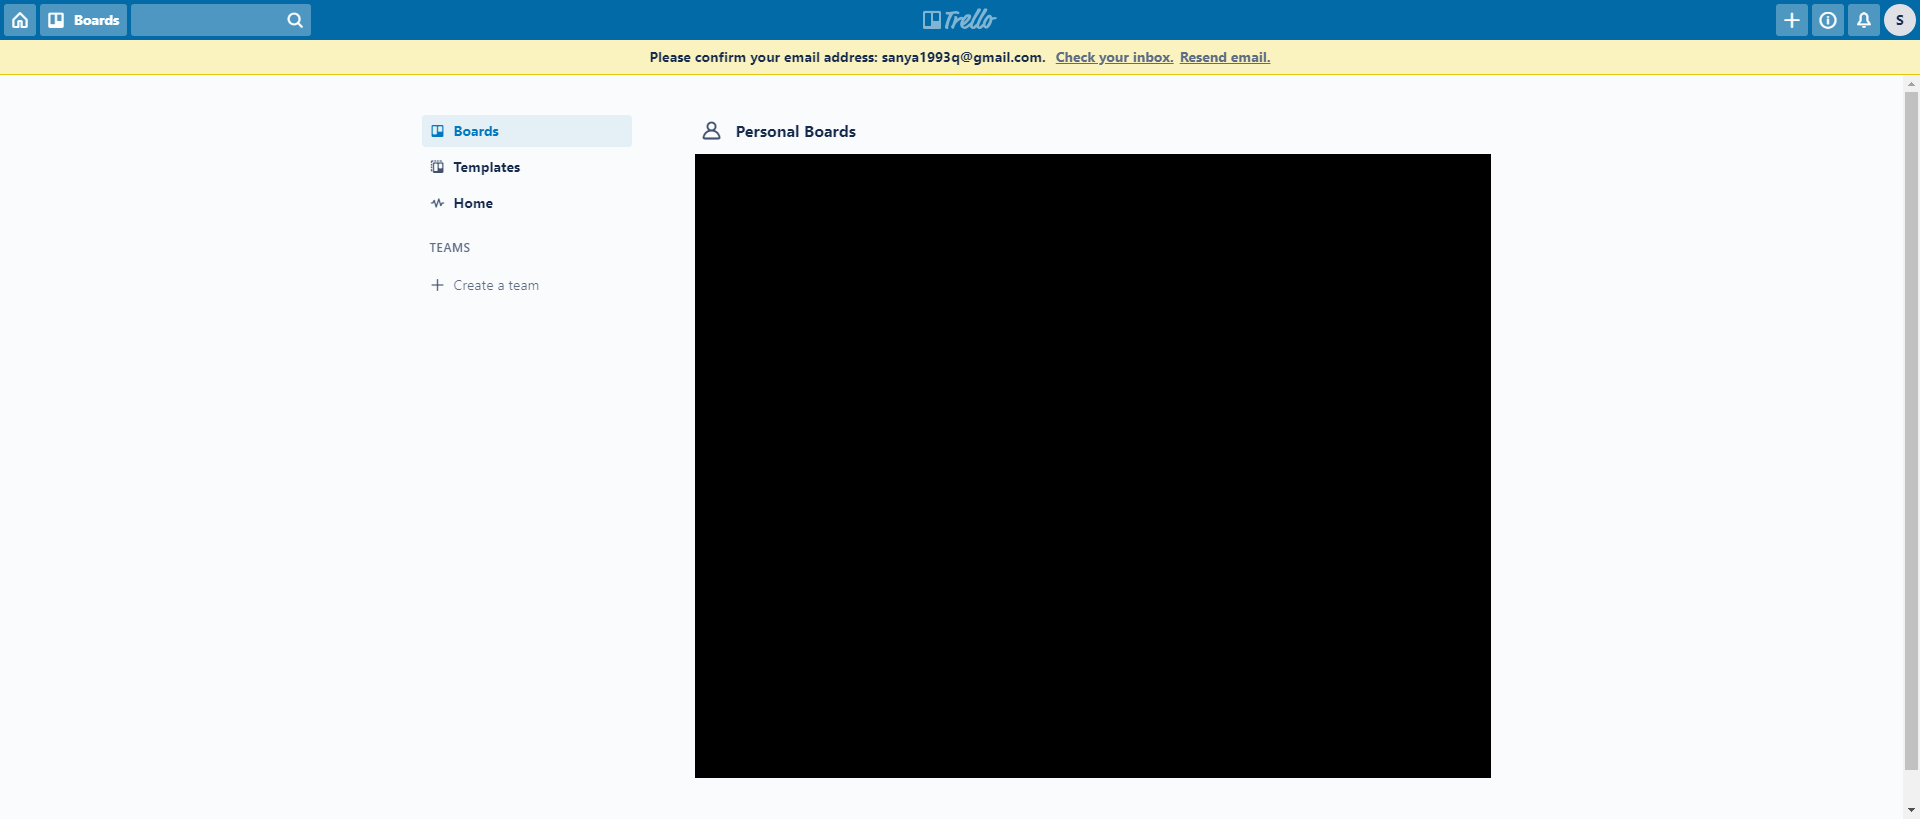 Boards
Trello
S
Please confirm your email address: sanya1993q@gmail.com. Check your inbox. Resend email.
Boards
Templates
Home
TEAMS
Create a team
Personal Boards